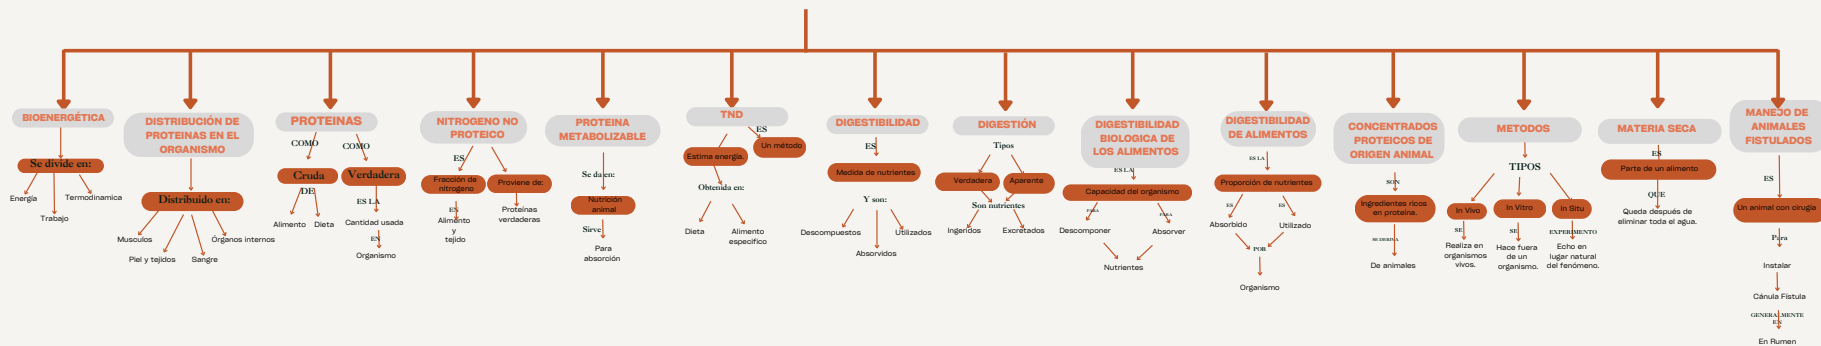 BIOENERGÉTICA
Se divide en:
Energía
Trabajo
Termodinamica
DISTRIBUCIÓN DE
PROTEINAS EN EL
ORGANISMO
Distribuido en:
Musculos
Piel y tejidos
Sangre
Órganos internos
PROTEINAS
COMO
COMO
Cruda
Verdadera
DE
Alimento
Dieta
ES LA
Cantidad usada
EN
Organismo
NITROGENO NO
PROTEICO
ES
Fracción de
nitrogeno
Proviene de:
EN
Alimento
y
tejido
Proteínas
verdaderas
PROTEINA
METABOLIZABLE
Se da en:
Nutrición
animal
Sirve
Para
absorción
TND
ES
Un método
Estima energía.
Obtenida en:
Dieta
Alimento
especifico
DIGESTIBILIDAD
ES
Medida de nutrientes
Y son:
Descompuestos
Absorvidos
Utilizados
DIGESTIÓN
Tipos
Verdadera
Aparente
Son nutrientes
Ingeridos
Excretados
DIGESTIBILIDAD
BIOLOGICA DE
LOS ALIMENTOS
ES LA
Capacidad del organismo
PARA
PARA
Descomponer
Absorver
Nutrientes
DIGESTIBILIDAD
DE ALIMENTOS
ES LA
Proporción de nutrientes
ES
ES
Absorbido
Utilizado
POR
Organismo
CONCENTRADOS
PROTEICOS DE
ORIGEN ANIMAL
SON
Ingredientes ricos
en proteína.
SE DERIVA
De animales
METODOS
TIPOS
In Vivo
In Vitro
In Situ
SE
SE
EXPERIMENTO
Realiza en
organismos
vivos.
Hace fuera
de un
organismo.
Echo en
lugar natural
del fenómeno.
MATERIA SECA
ES
Parte de un alimento
QUE
Queda después de
eliminar toda el agua.
MANEJO DE
ANIMALES
FISTULADOS
ES
Un animal con cirugía
Para
Instalar
Cánula Fístula
GENERALMENTE
EN
En Rumen